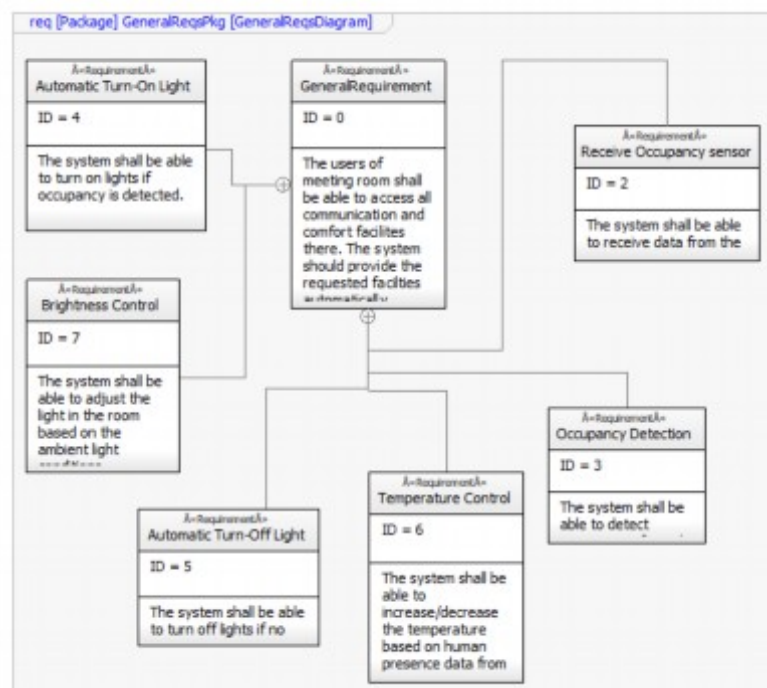 req [Package] GeneralReqsPkg [GeneralReqsDiagram]
Â«RequirementÂ»
Automatic Turn-On Light
ID = 4
The system shall be able
to turn on lights if
occupancy is detected.
Â«RequirementÂ»
GeneralRequirement
ID = 0
The users of
meeting room shall
be able to access all
communication and
comfort facilites
there. The system
should provide the
requested facilties
automatically
Â«RequirementÂ»
Receive Occupancy sensor
ID = 2
The system shall be able
to receive data from the
Â«RequirementÂ»
Brightness Control
ID = 7
The system shall be
able to adjust the
light in the room
based on the
ambient light
Â«RequirementÂ»
Occupancy Detection
ID = 3
The system shall be
able to detect
Â«RequirementÂ»
Temperature Control
ID = 6
The system shall be
able to
increase/decrease
the temperature
based on human
presence data from
Â«RequirementÂ»
Automatic Turn-Off Light
ID = 5
The system shall be able
to turn off lights if no